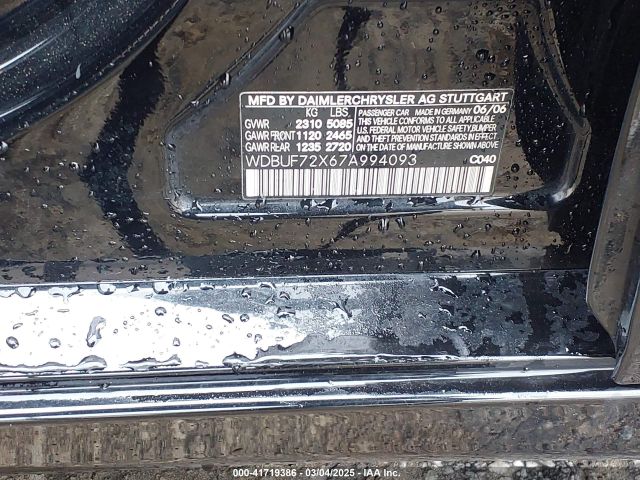 MFD BY DAIMLERCHRYSLER AG STUTTGART
KG LBS
GVWR 2310 5085
GAWR FRONT 1120 2465
GAWR REAR 1235 2720
PASSENGER CAR MADE IN GERMANY 06/06
THIS VEHICLE CONFORMS TO ALL APPLICABLE
U.S. FEDERAL MOTOR VEHICLE SAFETY, BUMPER
AND THEFT PREVENTION STANDARDS IN EFFECT
ON THE DATE OF MANUFACTURE SHOWN ABOVE.
WDBUF72X67A994093 C040
000-41719386 - 03/04/2025 - IAA Inc.